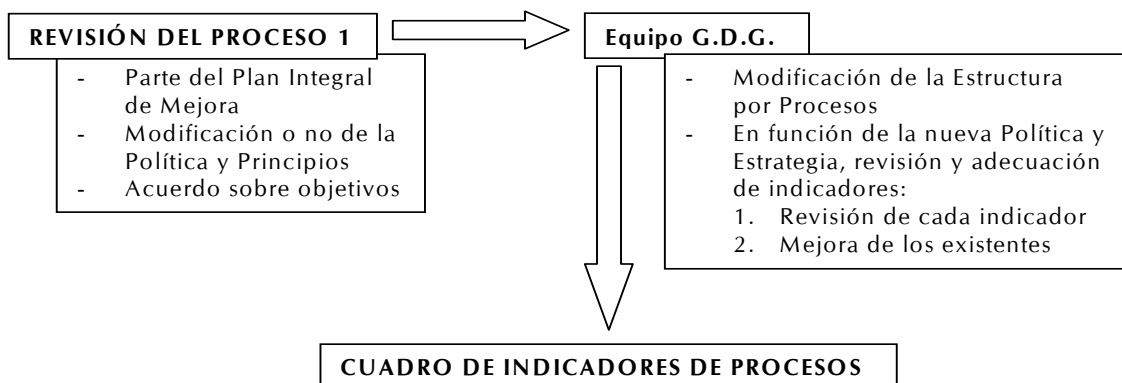 REVISIÓN DEL PROCESO 1
- Parte del Plan Integral
de Mejora
- Modificación o no de la
Política y Principios
- Acuerdo sobre objetivos
Equipo G.D.G.
- Modificación de la Estructura
por Procesos
- En función de la nueva Política y
Estrategia, revisión y adecuación
de indicadores:
1. Revisión de cada indicador
2. Mejora de los existentes
CUADRO DE INDICADORES DE PROCESOS